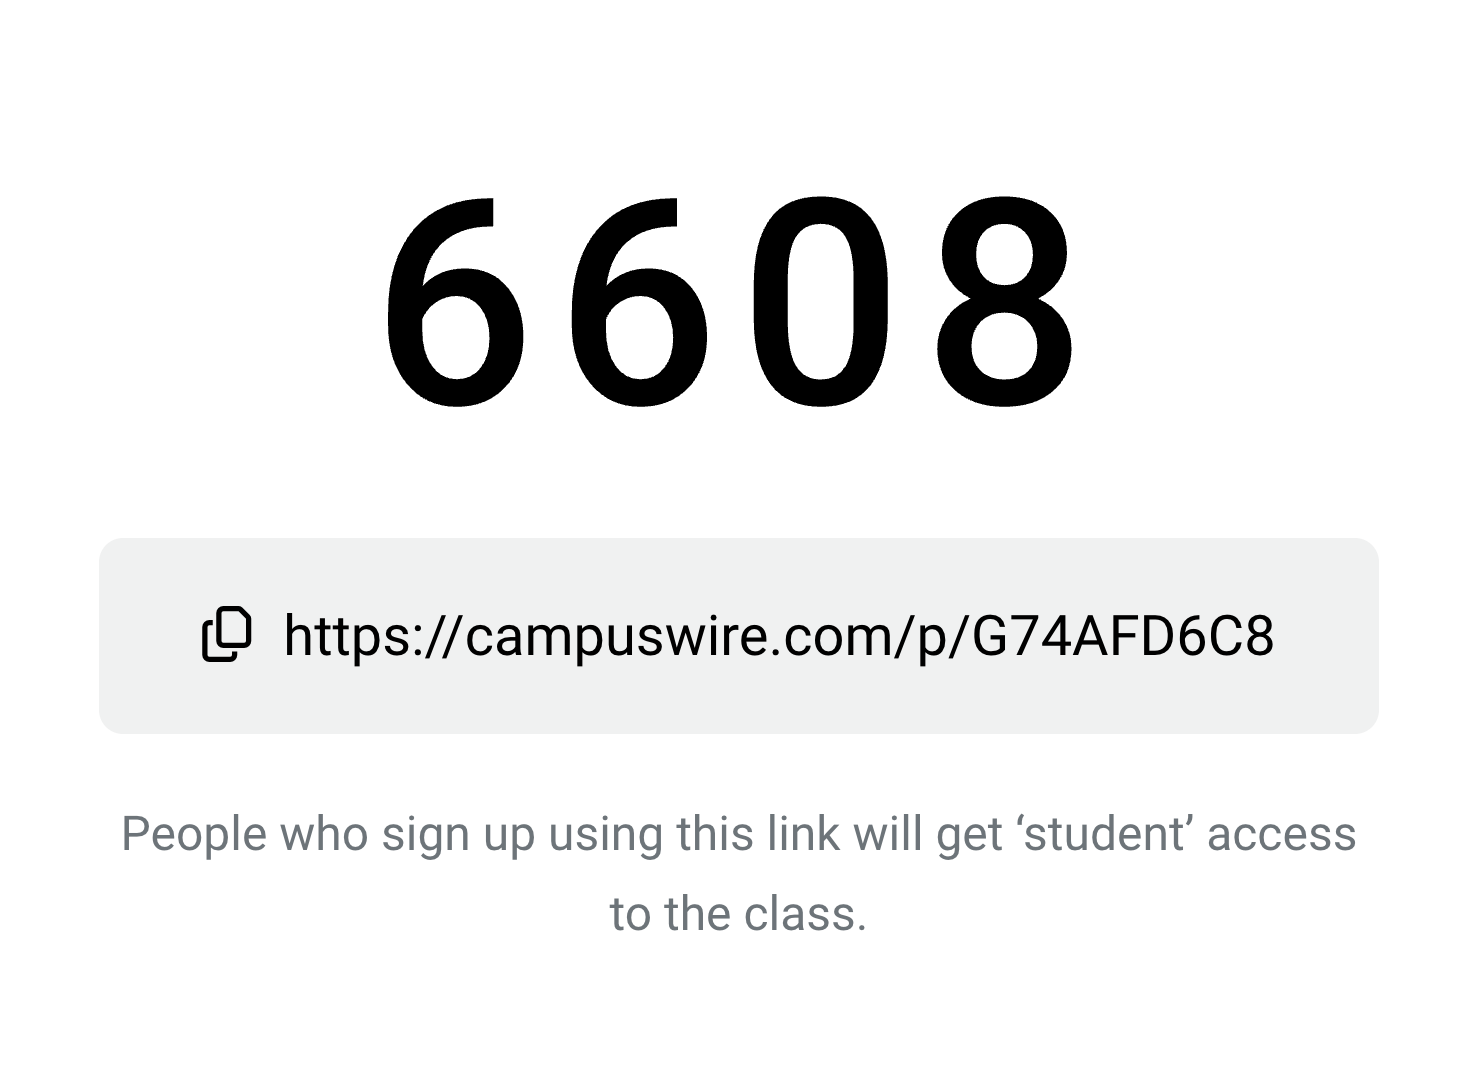 6608
https://campuswire.com/p/G74AFD6C8
People who sign up using this link will get ‘student’ access
to the class.